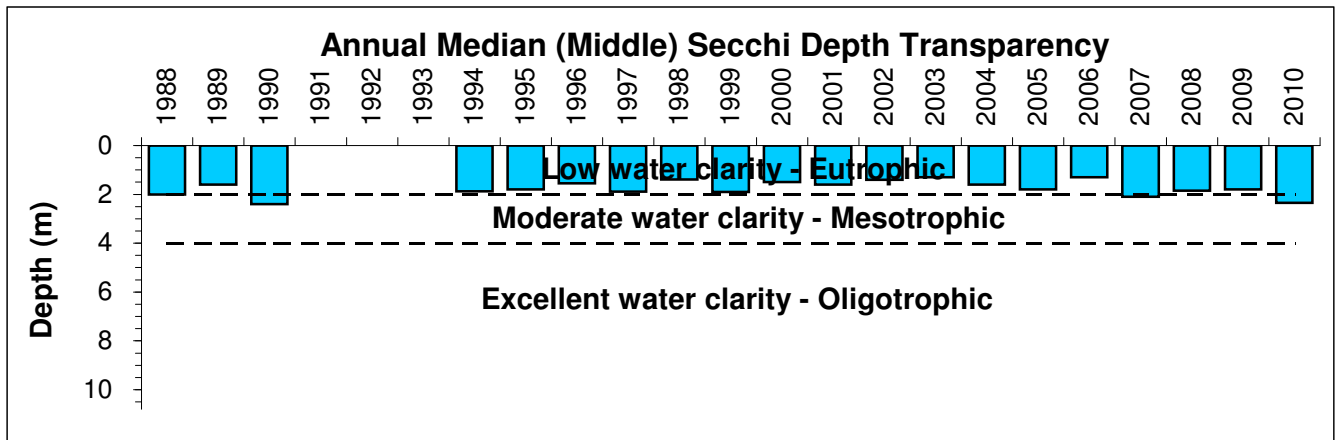 Annual Median (Middle) Secchi Depth Transparency
1988 1989 1990 1991 1992 1993 1994 1995 1996 1997 1998 1999 2000 2001 2002 2003 2004 2005 2006 2007 2008 2009 2010
0
Low water clarity - Eutrophic
2
Moderate water clarity - Mesotrophic
4
Excellent water clarity - Oligotrophic
6
8
10
Depth (m)